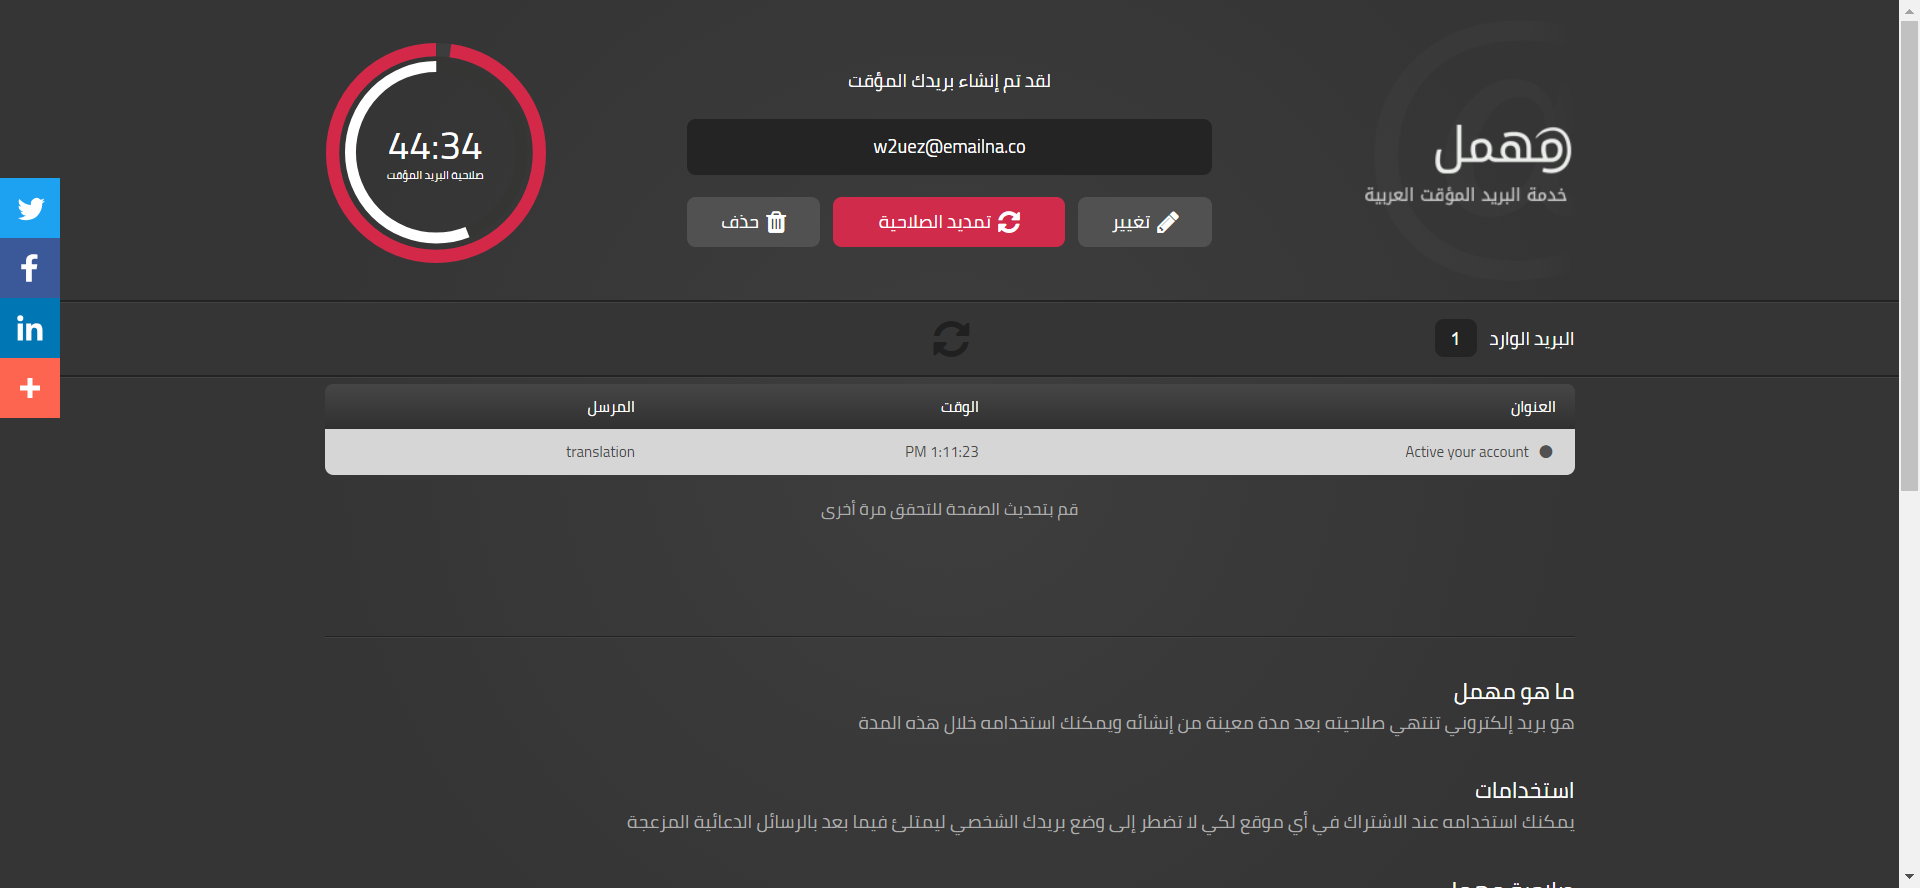 مهمل
خدمة البريد المؤقت العربية
لقد تم إنشاء بريدك المؤقت
w2uez@emailna.co
تغيير
تمديد الصلاحية
حذف
44:34
صلاحية البريد المؤقت
البريد الوارد 1
العنوان الوقت المرسل
Active your account 1:11:23 PM translation
قم بتحديث الصفحة للتحقق مرة أخرى
ما هو مهمل
هو بريد إلكتروني تنتهي صلاحيته بعد مدة معينة من إنشائه ويمكنك استخدامه خلال هذه المدة
استخدامات
يمكنك استخدامه عند الاشتراك في أي موقع لكي لا تضطر إلى وضع بريدك الشخصي ليمتلئ فيما بعد بالرسائل الدعائية المزعجة